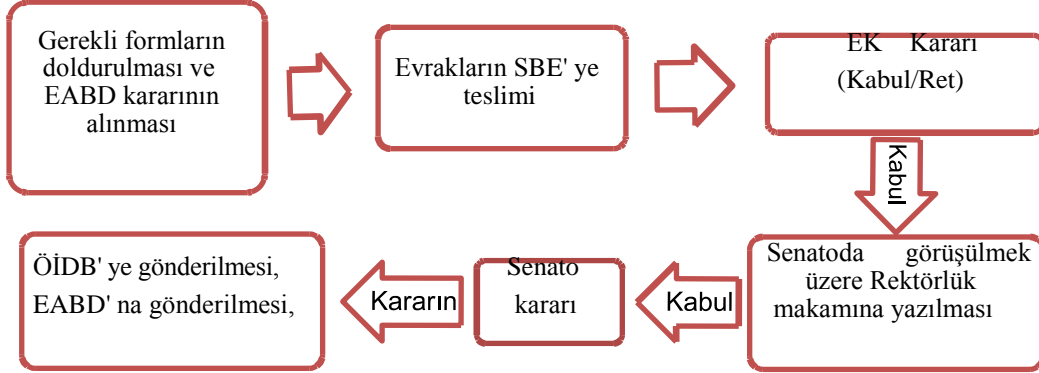 Gerekli formların
doldurulması ve
EABD kararının
alınması
Evrakların SBE' ye
teslimi
EK Kararı
(Kabul/Ret)
Kabul
Senatoda görüşülmek
üzere Rektörlük
makamına yazılması
Kabul
Senato
kararı
Kararın
ÖİDB' ye gönderilmesi,
EABD' na gönderilmesi,